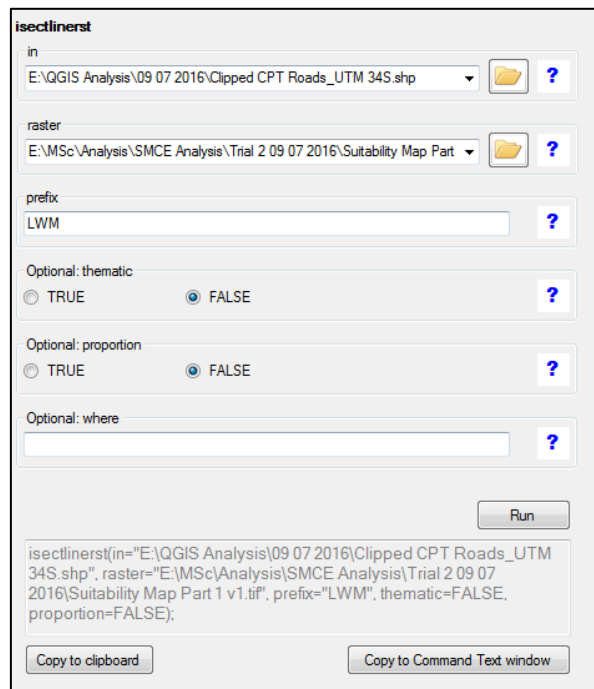 isectlinerst
in
E:\QGIS Analysis\09 07 2016\Clipped CPT Roads_UTM 34S.shp
?
raster
E:\MSc\Analysis\SMCE Analysis\Trial 2 09 07 2016\Suitability Map Part
?
prefix
LWM
?
Optional: thematic
TRUE FALSE
?
Optional: proportion
TRUE FALSE
?
Optional: where
?
Run
isectlinerst(in="E:\QGIS Analysis\09 07 2016\Clipped CPT Roads_UTM
34S.shp", raster="E:\MSc\Analysis\SMCE Analysis\Trial 2 09 07
2016\Suitability Map Part 1 v1.tif", prefix="LWM", thematic=FALSE,
proportion=FALSE);
Copy to clipboard
Copy to Command Text window